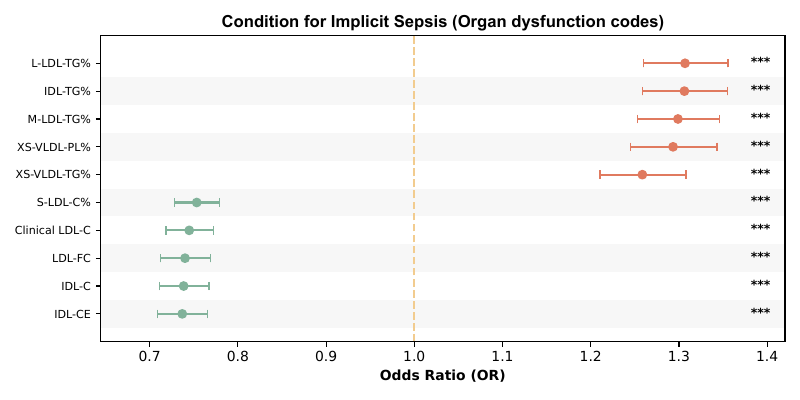 Condition for Implicit Sepsis (Organ dysfunction codes)
L-LDL-TG% ***
IDL-TG% ***
M-LDL-TG% ***
XS-VLDL-PL% ***
XS-VLDL-TG% ***
S-LDL-C% ***
Clinical LDL-C ***
LDL-FC ***
IDL-C ***
IDL-CE ***
0.7 0.8 0.9 1.0 1.1 1.2 1.3 1.4
Odds Ratio (OR)